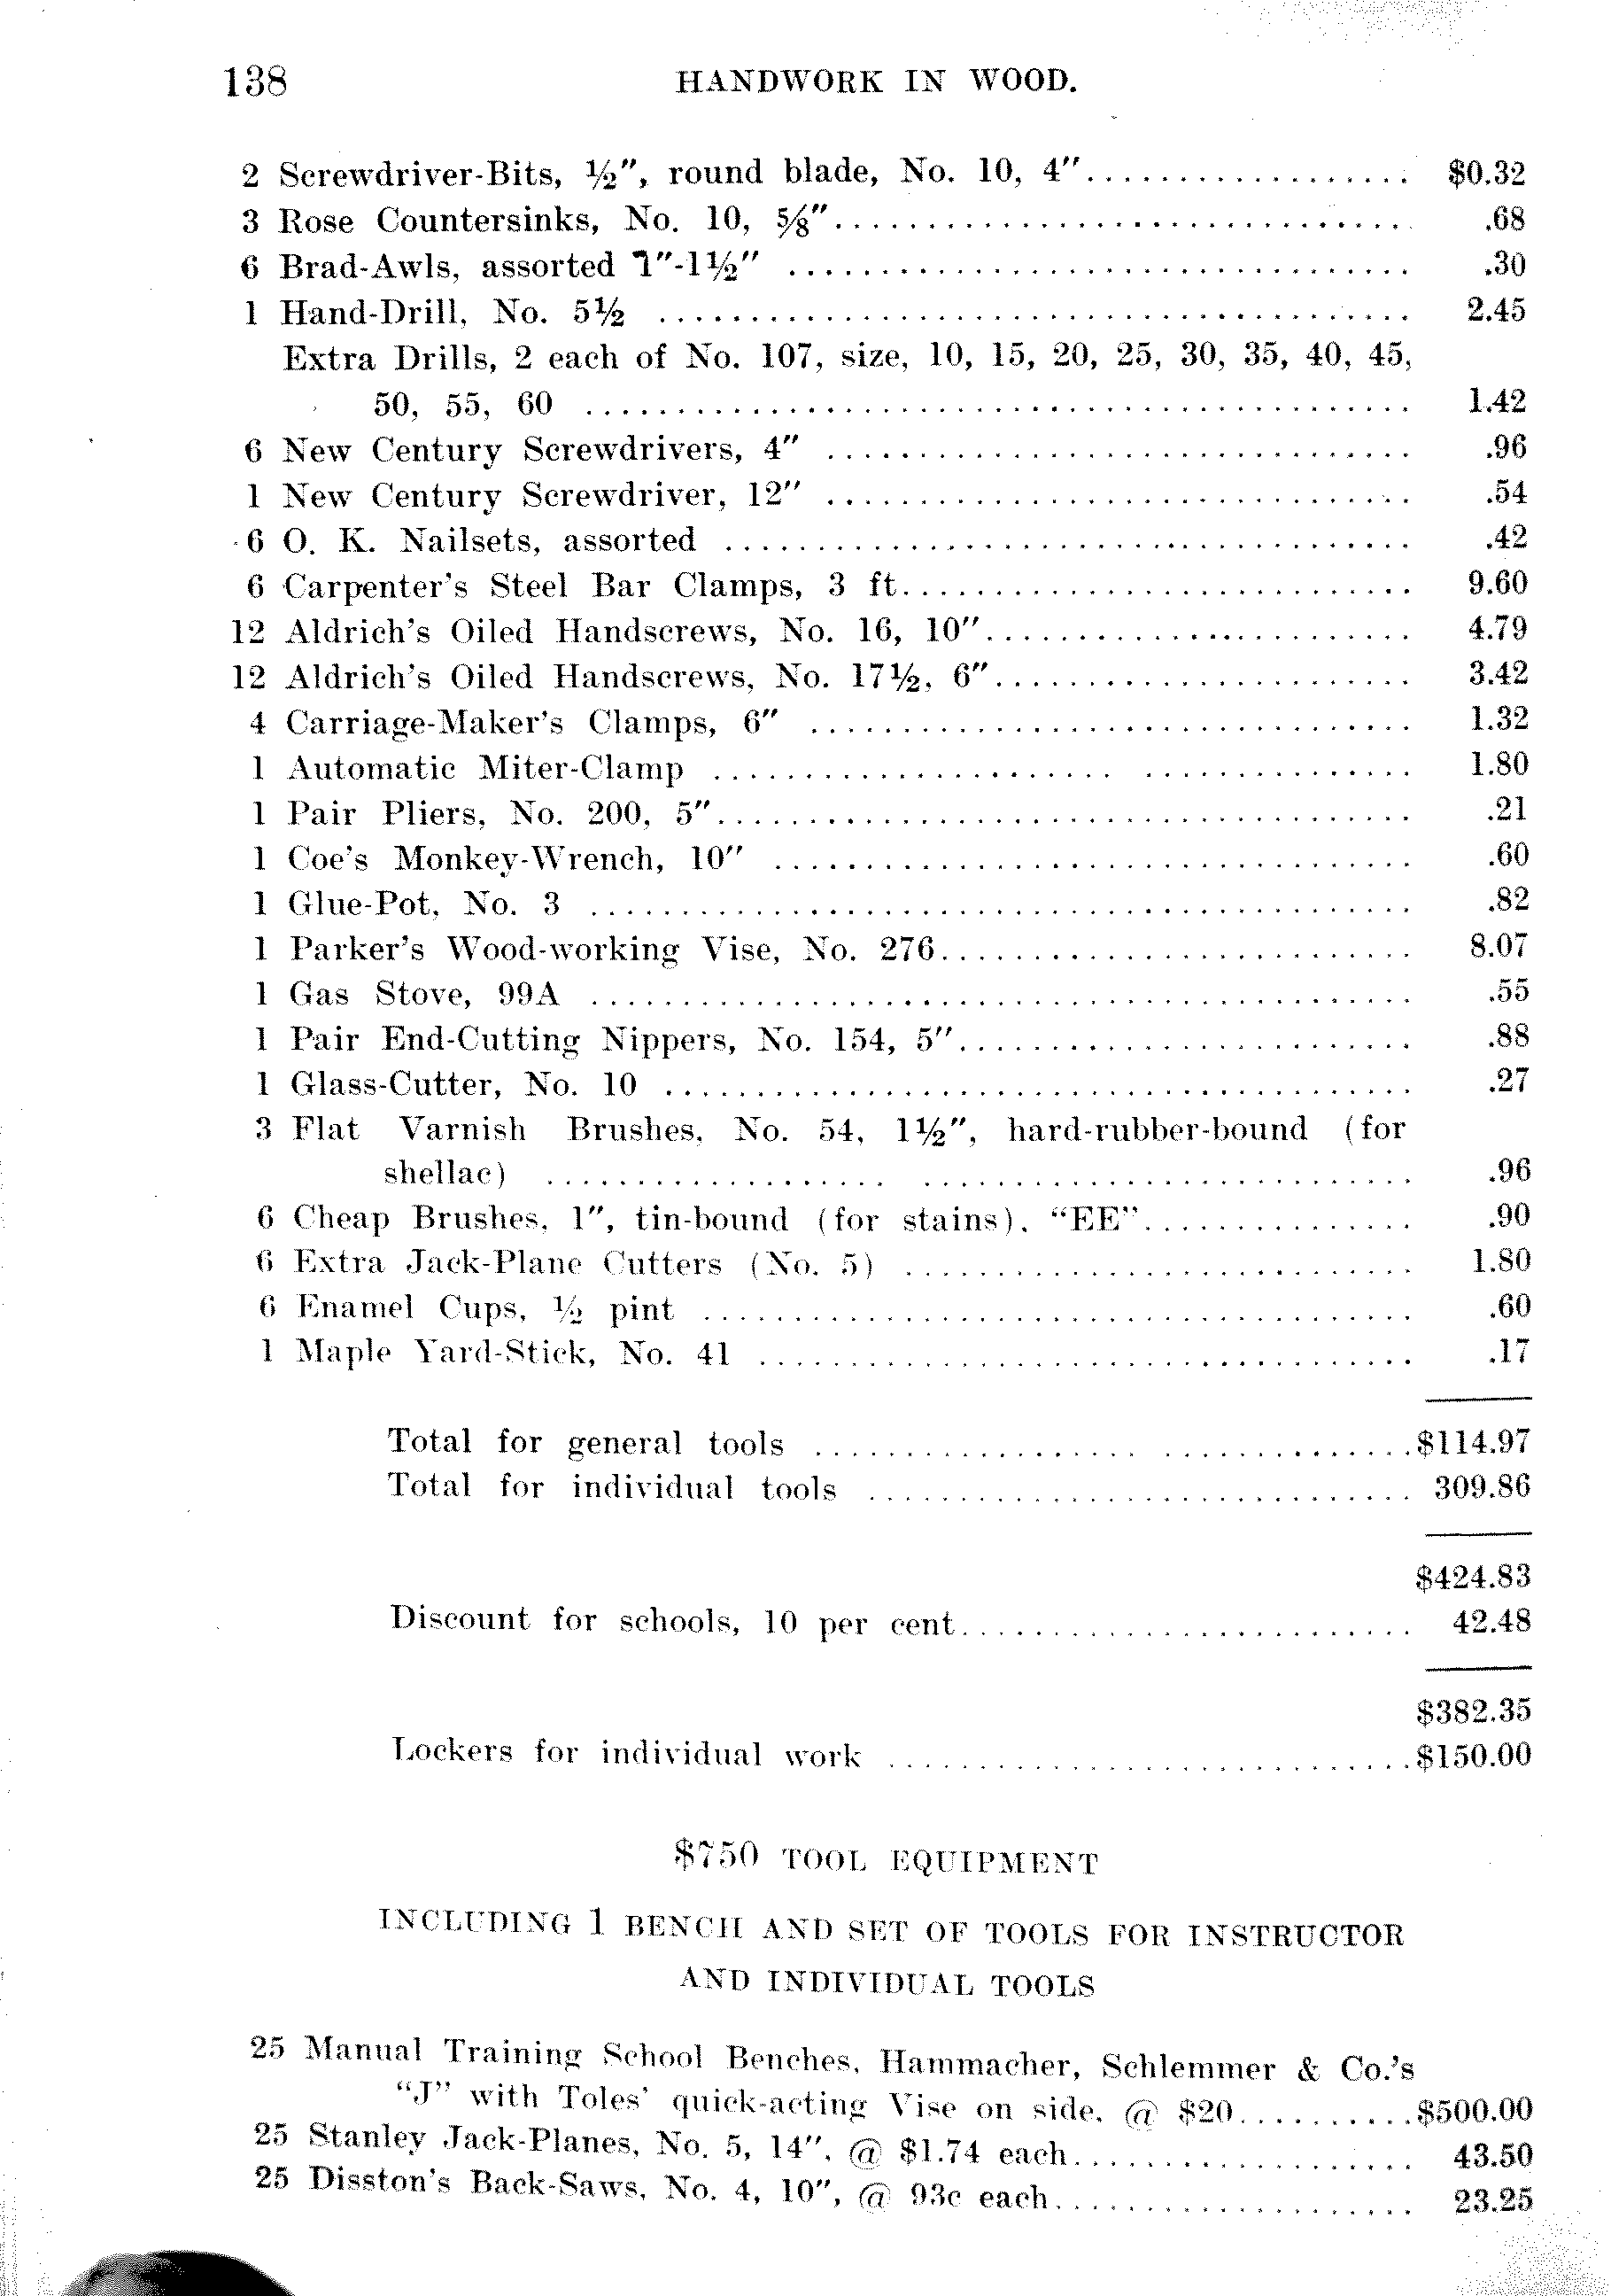 138 HANDWORK IN WOOD.
2 Screwdriver-Bits, ½″, round blade, No. 10, 4″.................. $0.32
3 Rose Countersinks, No. 10, ⅝″................................ .68
6 Brad-Awls, assorted 1″-1½″ .................................. .30
1 Hand-Drill, No. 5½ ......................................... 2.45
Extra Drills, 2 each of No. 107, size, 10, 15, 20, 25, 30, 35, 40, 45,
50, 55, 60 ............................................. 1.42
6 New Century Screwdrivers, 4″ ................................ .96
1 New Century Screwdriver, 12″ ................................ .54
6 O. K. Nailsets, assorted ..................................... .42
6 Carpenter's Steel Bar Clamps, 3 ft............................ 9.60
12 Aldrich's Oiled Handscrews, No. 16, 10″....................... 4.79
12 Aldrich's Oiled Handscrews, No. 17½, 6″....................... 3.42
4 Carriage-Maker's Clamps, 6″ ................................. 1.32
1 Automatic Miter-Clamp ...................... ............... 1.80
1 Pair Pliers, No. 200, 5″...................................... .21
1 Coe's Monkey-Wrench, 10″ ................................... .60
1 Glue-Pot, No. 3 ............................................. .82
1 Parker's Wood-working Vise, No. 276.......................... 8.07
1 Gas Stove, 99A ............................................. .55
1 Pair End-Cutting Nippers, No. 154, 5″......................... .88
1 Glass-Cutter, No. 10 ......................................... .27
3 Flat Varnish Brushes, No. 54, 1½″, hard-rubber-bound (for
shellac) ................... ........................... .96
6 Cheap Brushes, 1″, tin-bound (for stains), “EE”............... .90
6 Extra Jack-Plane Cutters (No. 5) ............................ 1.80
6 Enamel Cups, ½ pint ....................................... .60
1 Maple Yard-Stick, No. 41 .................................... .17
Total for general tools .................. ..............$114.97
Total for individual tools .............................. 309.86
$424.83
Discount for schools, 10 per cent......................... 42.48
$382.35
Lockers for individual work .............................$150.00
$750 TOOL EQUIPMENT
INCLUDING 1 BENCH AND SET OF TOOLS FOR INSTRUCTOR
AND INDIVIDUAL TOOLS
25 Manual Training School Benches, Hammacher, Schlemmer & Co.'s
“J” with Toles' quick-acting Vise on side, @ $20..........$500.00
25 Stanley Jack-Planes, No. 5, 14″, @ $1.74 each................... 43.50
25 Disston's Back-Saws, No. 4, 10″, @ 93c each.................... 23.25